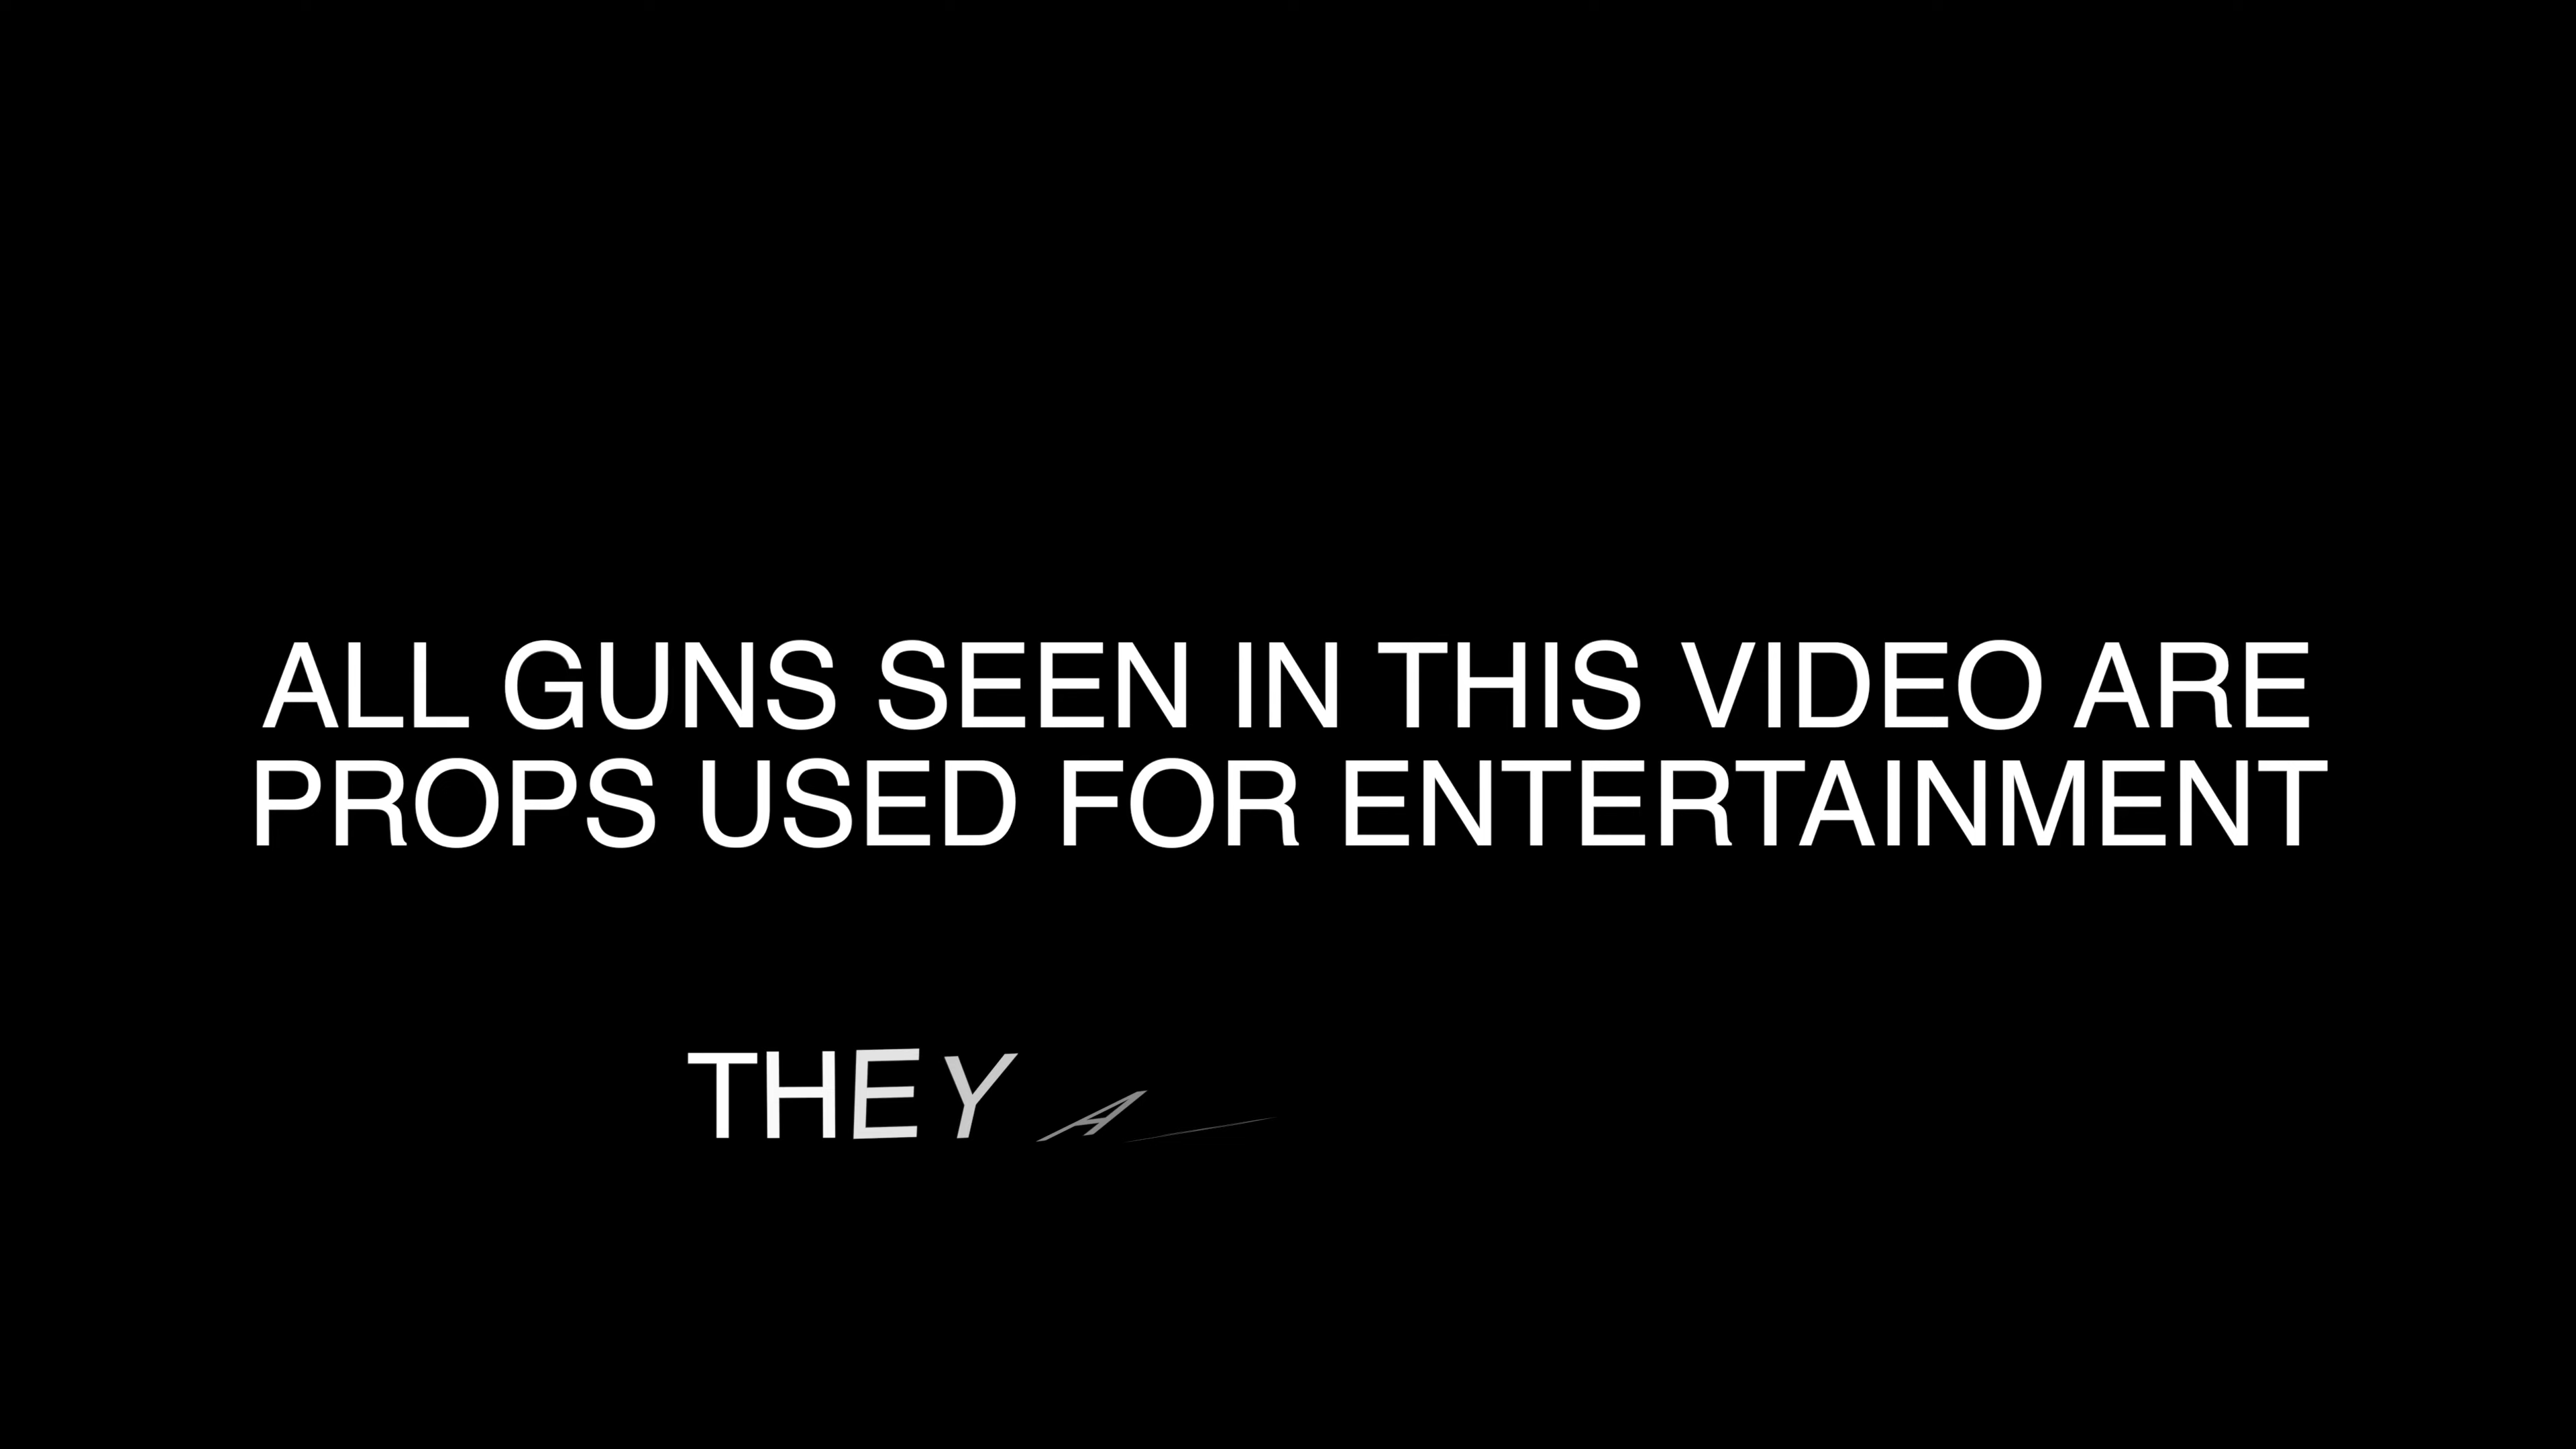 ALL GUNS SEEN IN THIS VIDEO ARE
PROPS USED FOR ENTERTAINMENT
THEY A